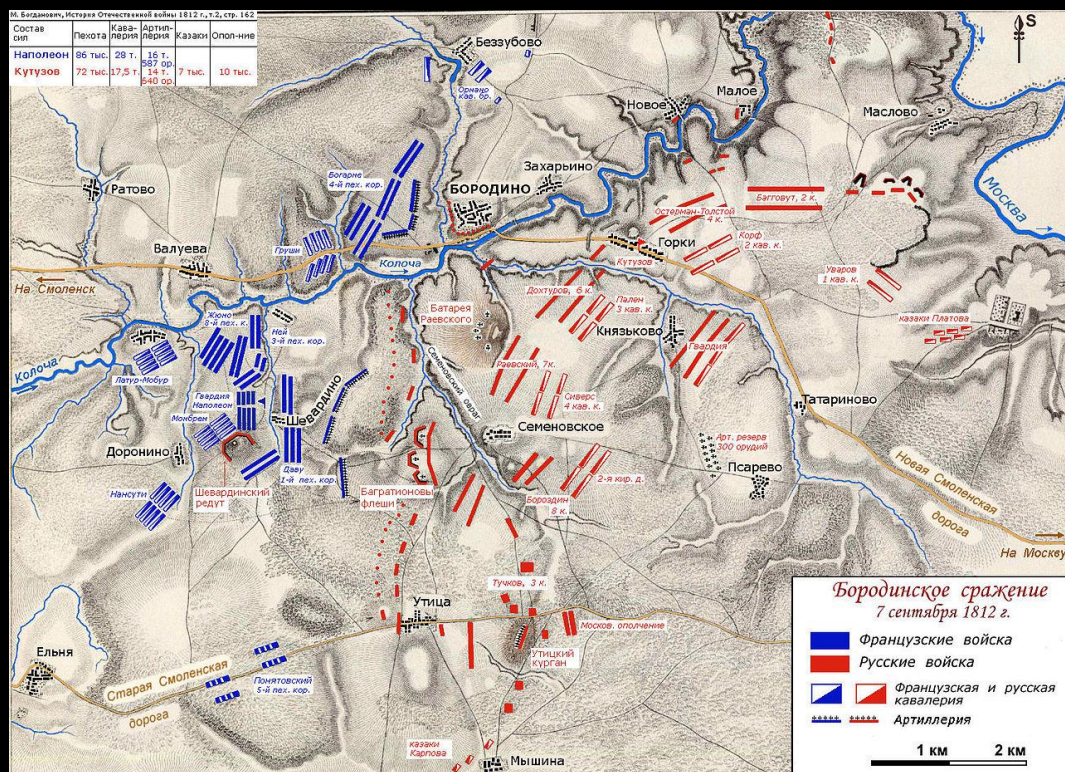 М. Богданович, История Отечественной войны 1812 г., т.2, стр. 162
Состав сил Пехота Кава-лерия Артил-лерия Казаки Ополч-ние
Наполеон 86 тыс. 28 т. 16 т. 587 ор.
Кутузов 72 тыс. 17,5 т. 14 т. 640 ор. 7 тыс. 10 тыс.
S
Беззубово
Орнано
кав. бр.
Новое
Малое
Маслово
Москва
Ратово
Богарне
4-й пех. кор.
БОРОДИНО
Захарьино
Багговут, 2 к.
Остерман-Толстой
4 к.
Корф
2 кав. к.
Горки
Кутузов
Уваров
1 кав. к.
казаки Платова
Валуева
Груши
Колоча
На Смоленск
Жюно
8-й пех. к.
Ней
3-й пех. кор.
Батарея
Раевского
Дохтуров, 6 к.
Пален
3 кав. к.
Князьково
Гвардия
Колоча
Латур-Мобур
Гвардия
Наполеон
Монбрен
Шевардино
Семеновский овраг
Раевский, 7к.
Сиверс
4 кав. к.
Татариново
Доронино
Семеновское
Арт. резерв
300 орудий
Псарево
Нансути
Шевардинский
редут
Даву
1-й пех. кор.
Багратионовы
флеши
Бороздин
8 к.
2-я кир. д.
Новая Смоленская
дорога
На Москву
Тучков, 3 к.
Утица
Москов. ополчение
Утицкий
курган
Ельня
Старая Смоленская
дорога
Понятовский
5-й пех. кор.
казаки
Карпова
Мышина
Бородинское сражение
7 сентября 1812 г.
Французские войска
Русские войска
Французская и русская
кавалерия
Артиллерия
1 км 2 км